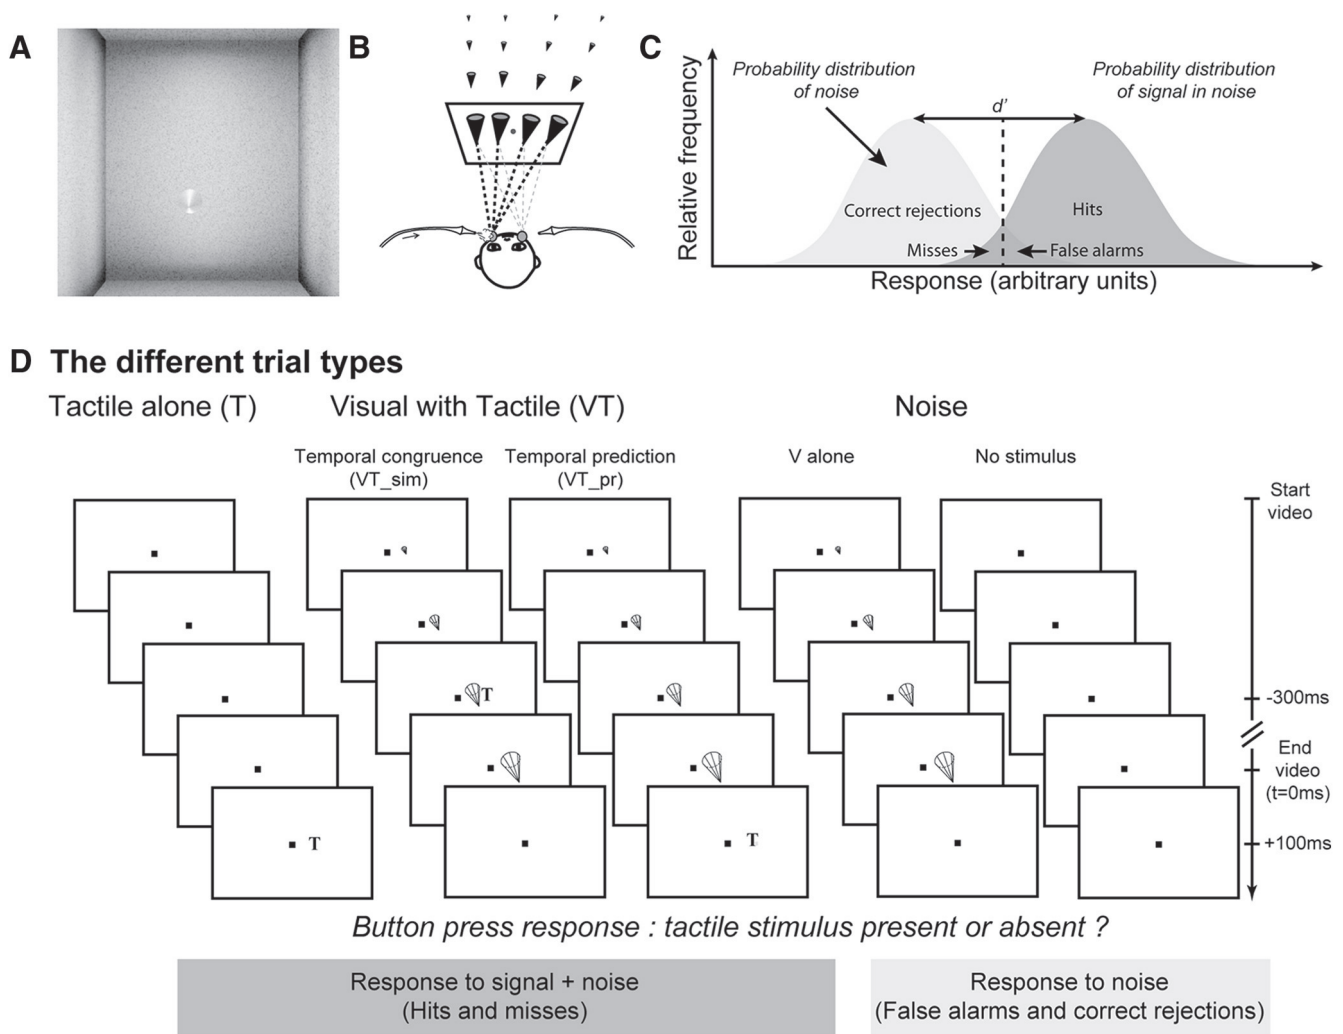 A
B
C
Relative frequency
Probability distribution
of noise
Probability distribution
of signal in noise
d'
Correct rejections
Hits
Misses
False alarms
Response (arbitrary units)
D The different trial types
Tactile alone (T)
Visual with Tactile (VT)
Noise
Temporal congruence
(VT_sim)
Temporal prediction
(VT_pr)
V alone
No stimulus
Start
video
T
-300ms
End
video
(t=0ms)
T
T
+100ms
Button press response : tactile stimulus present or absent ?
Response to signal + noise
(Hits and misses)
Response to noise
(False alarms and correct rejections)